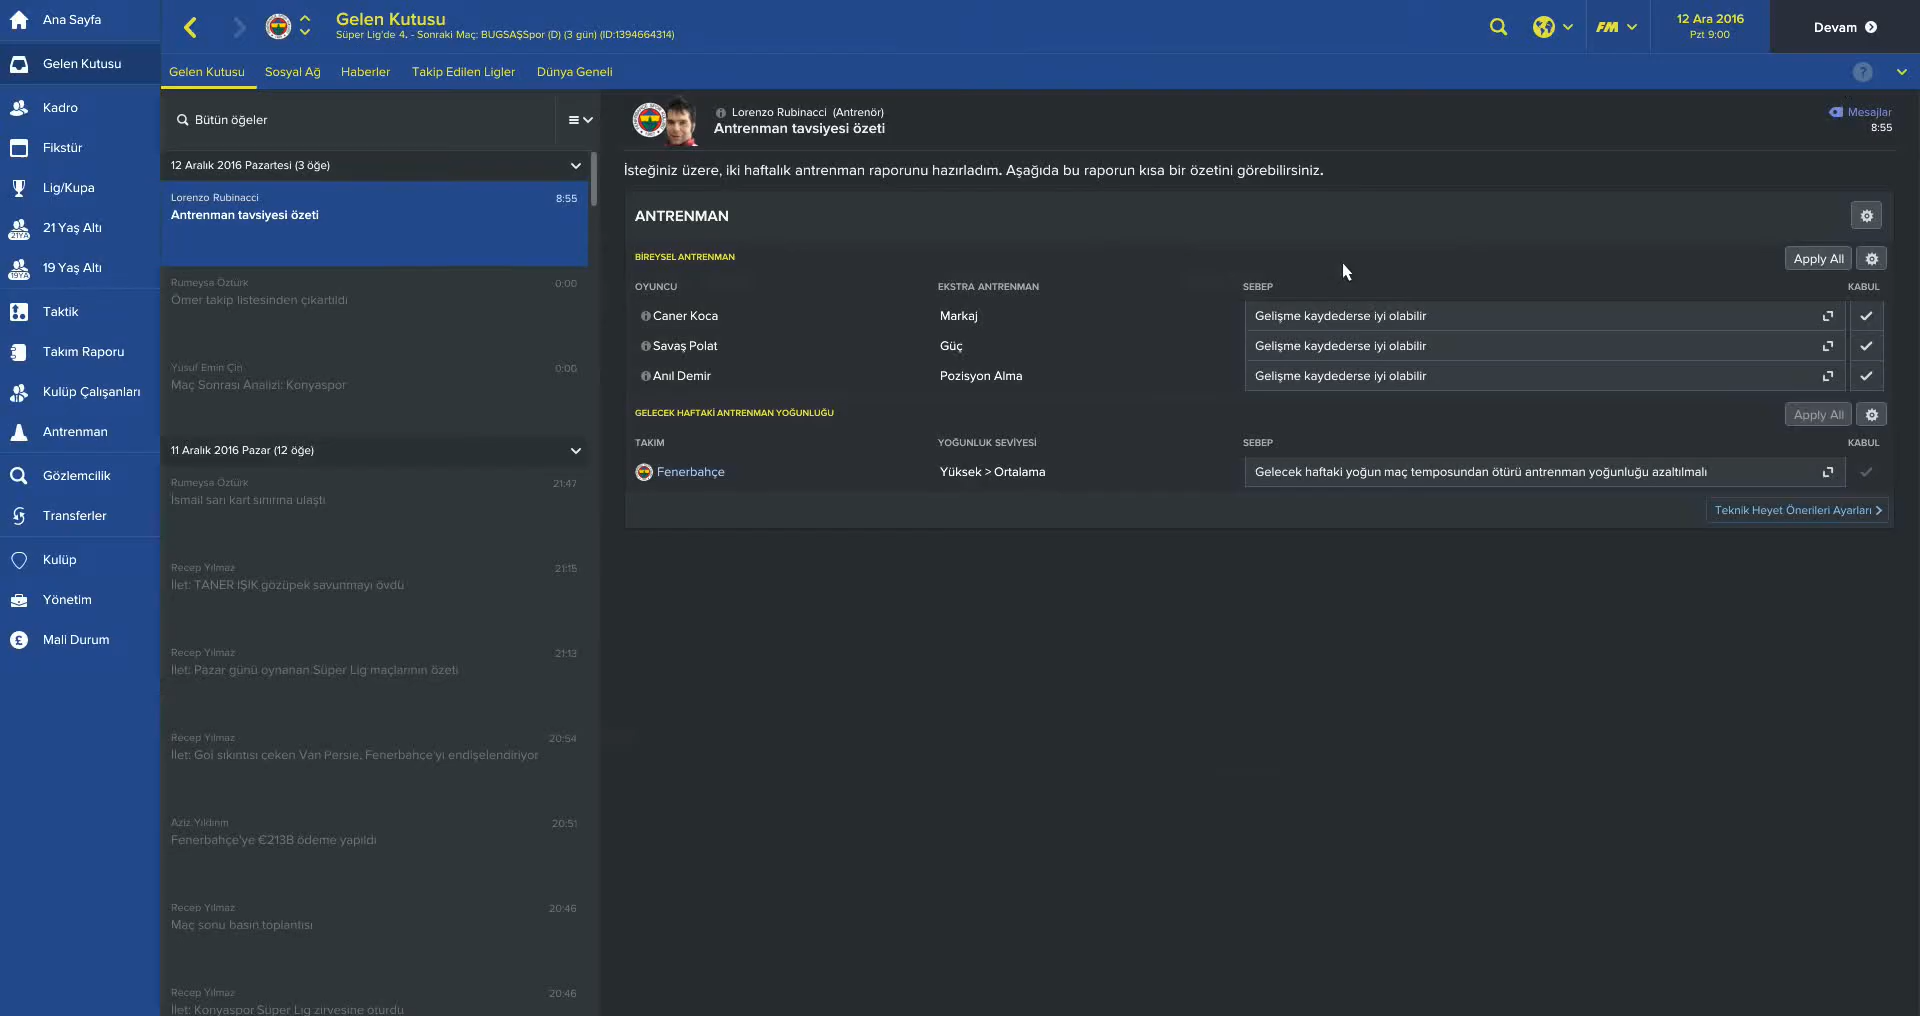 Ana Sayfa
Gelen Kutusu
Kadro
Fikstür
Lig/Kupa
21 Yaş Altı
19 Yaş Altı
Taktik
Takım Raporu
Kulüp Çalışanları
Antrenman
Gözlemcilik
Transferler
Kulüp
Yönetim
Mali Durum
Gelen Kutusu
Süper Lig'de 4. - Sonraki Maç: BUGSAŞSpor (D) (3 gün) (ID:1394664314)
FM
12 Ara 2016
Pzt 9:00
Devam
Gelen Kutusu Sosyal Ağ Haberler Takip Edilen Ligler Dünya Geneli
?
Bütün öğeler
12 Aralık 2016 Pazartesi (3 öğe)
Lorenzo Rubinacci 8:55
Antrenman tavsiyesi özeti
Rumeysa Öztürk 0:00
Ömer takip listesinden çıkartıldı
Yusuf Emin Çin 0:00
Maç Sonrası Analizi: Konyaspor
11 Aralık 2016 Pazar (12 öğe)
Rumeysa Öztürk 21:47
İsmail sarı kart sınırına ulaştı
Recep Yılmaz 21:15
İlet: TANER IŞIK gözüpek savunmayı övdü
Recep Yılmaz 21:13
İlet: Pazar günü oynanan Süper Lig maçlarının özeti
Recep Yılmaz 20:54
İlet: Gol sıkıntısı çeken Van Persie, Fenerbahçe'yi endişelendiriyor
Aziz Yıldırım 20:51
Fenerbahçe'ye €213B ödeme yapıldı
Recep Yılmaz 20:46
Maç sonu basın toplantısı
Recep Yılmaz 20:46
İlet: Konyaspor Süper Lig zirvesine oturdu
Lorenzo Rubinacci (Antrenör)
Antrenman tavsiyesi özeti
Mesajlar
8:55
İsteğiniz üzere, iki haftalık antrenman raporunu hazırladım. Aşağıda bu raporun kısa bir özetini görebilirsiniz.
ANTRENMAN
BİREYSEL ANTRENMAN Apply All
OYUNCU EKSTRA ANTRENMAN SEBEP KABUL
Caner Koca Markaj Gelişme kaydederse iyi olabilir
Savaş Polat Güç Gelişme kaydederse iyi olabilir
Anıl Demir Pozisyon Alma Gelişme kaydederse iyi olabilir
GELECEK HAFTAKİ ANTRENMAN YOĞUNLUĞU Apply All
TAKIM YOĞUNLUK SEVİYESİ SEBEP KABUL
Fenerbahçe Yüksek > Ortalama Gelecek haftaki yoğun maç temposundan ötürü antrenman yoğunluğu azaltılmalı
Teknik Heyet Önerileri Ayarları